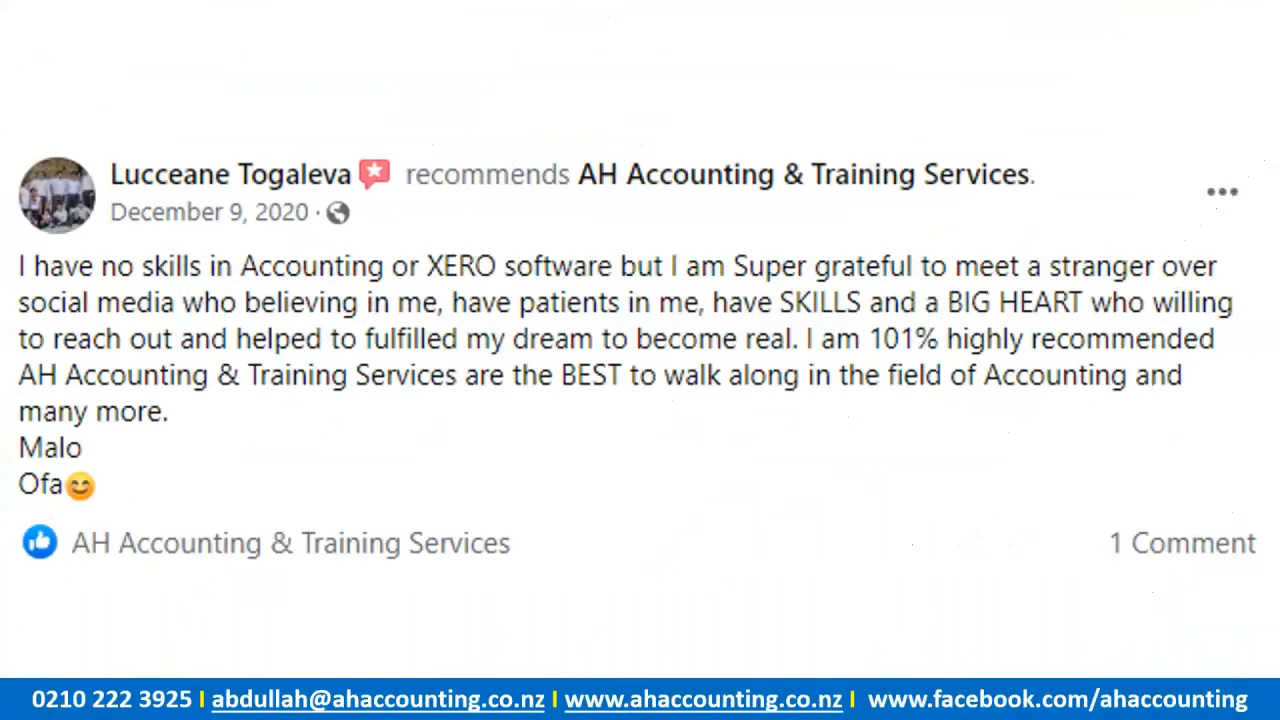 Lucceane Togaleva recommends AH Accounting & Training Services.
December 9, 2020 ·
I have no skills in Accounting or XERO software but I am Super grateful to meet a stranger over
social media who believing in me, have patients in me, have SKILLS and a BIG HEART who willing
to reach out and helped to fulfilled my dream to become real. I am 101% highly recommended
AH Accounting & Training Services are the BEST to walk along in the field of Accounting and
many more.
Malo
Ofa😊
AH Accounting & Training Services 1 Comment
0210 222 3925 I abdullah@ahaccounting.co.nz I www.ahaccounting.co.nz I www.facebook.com/ahaccounting